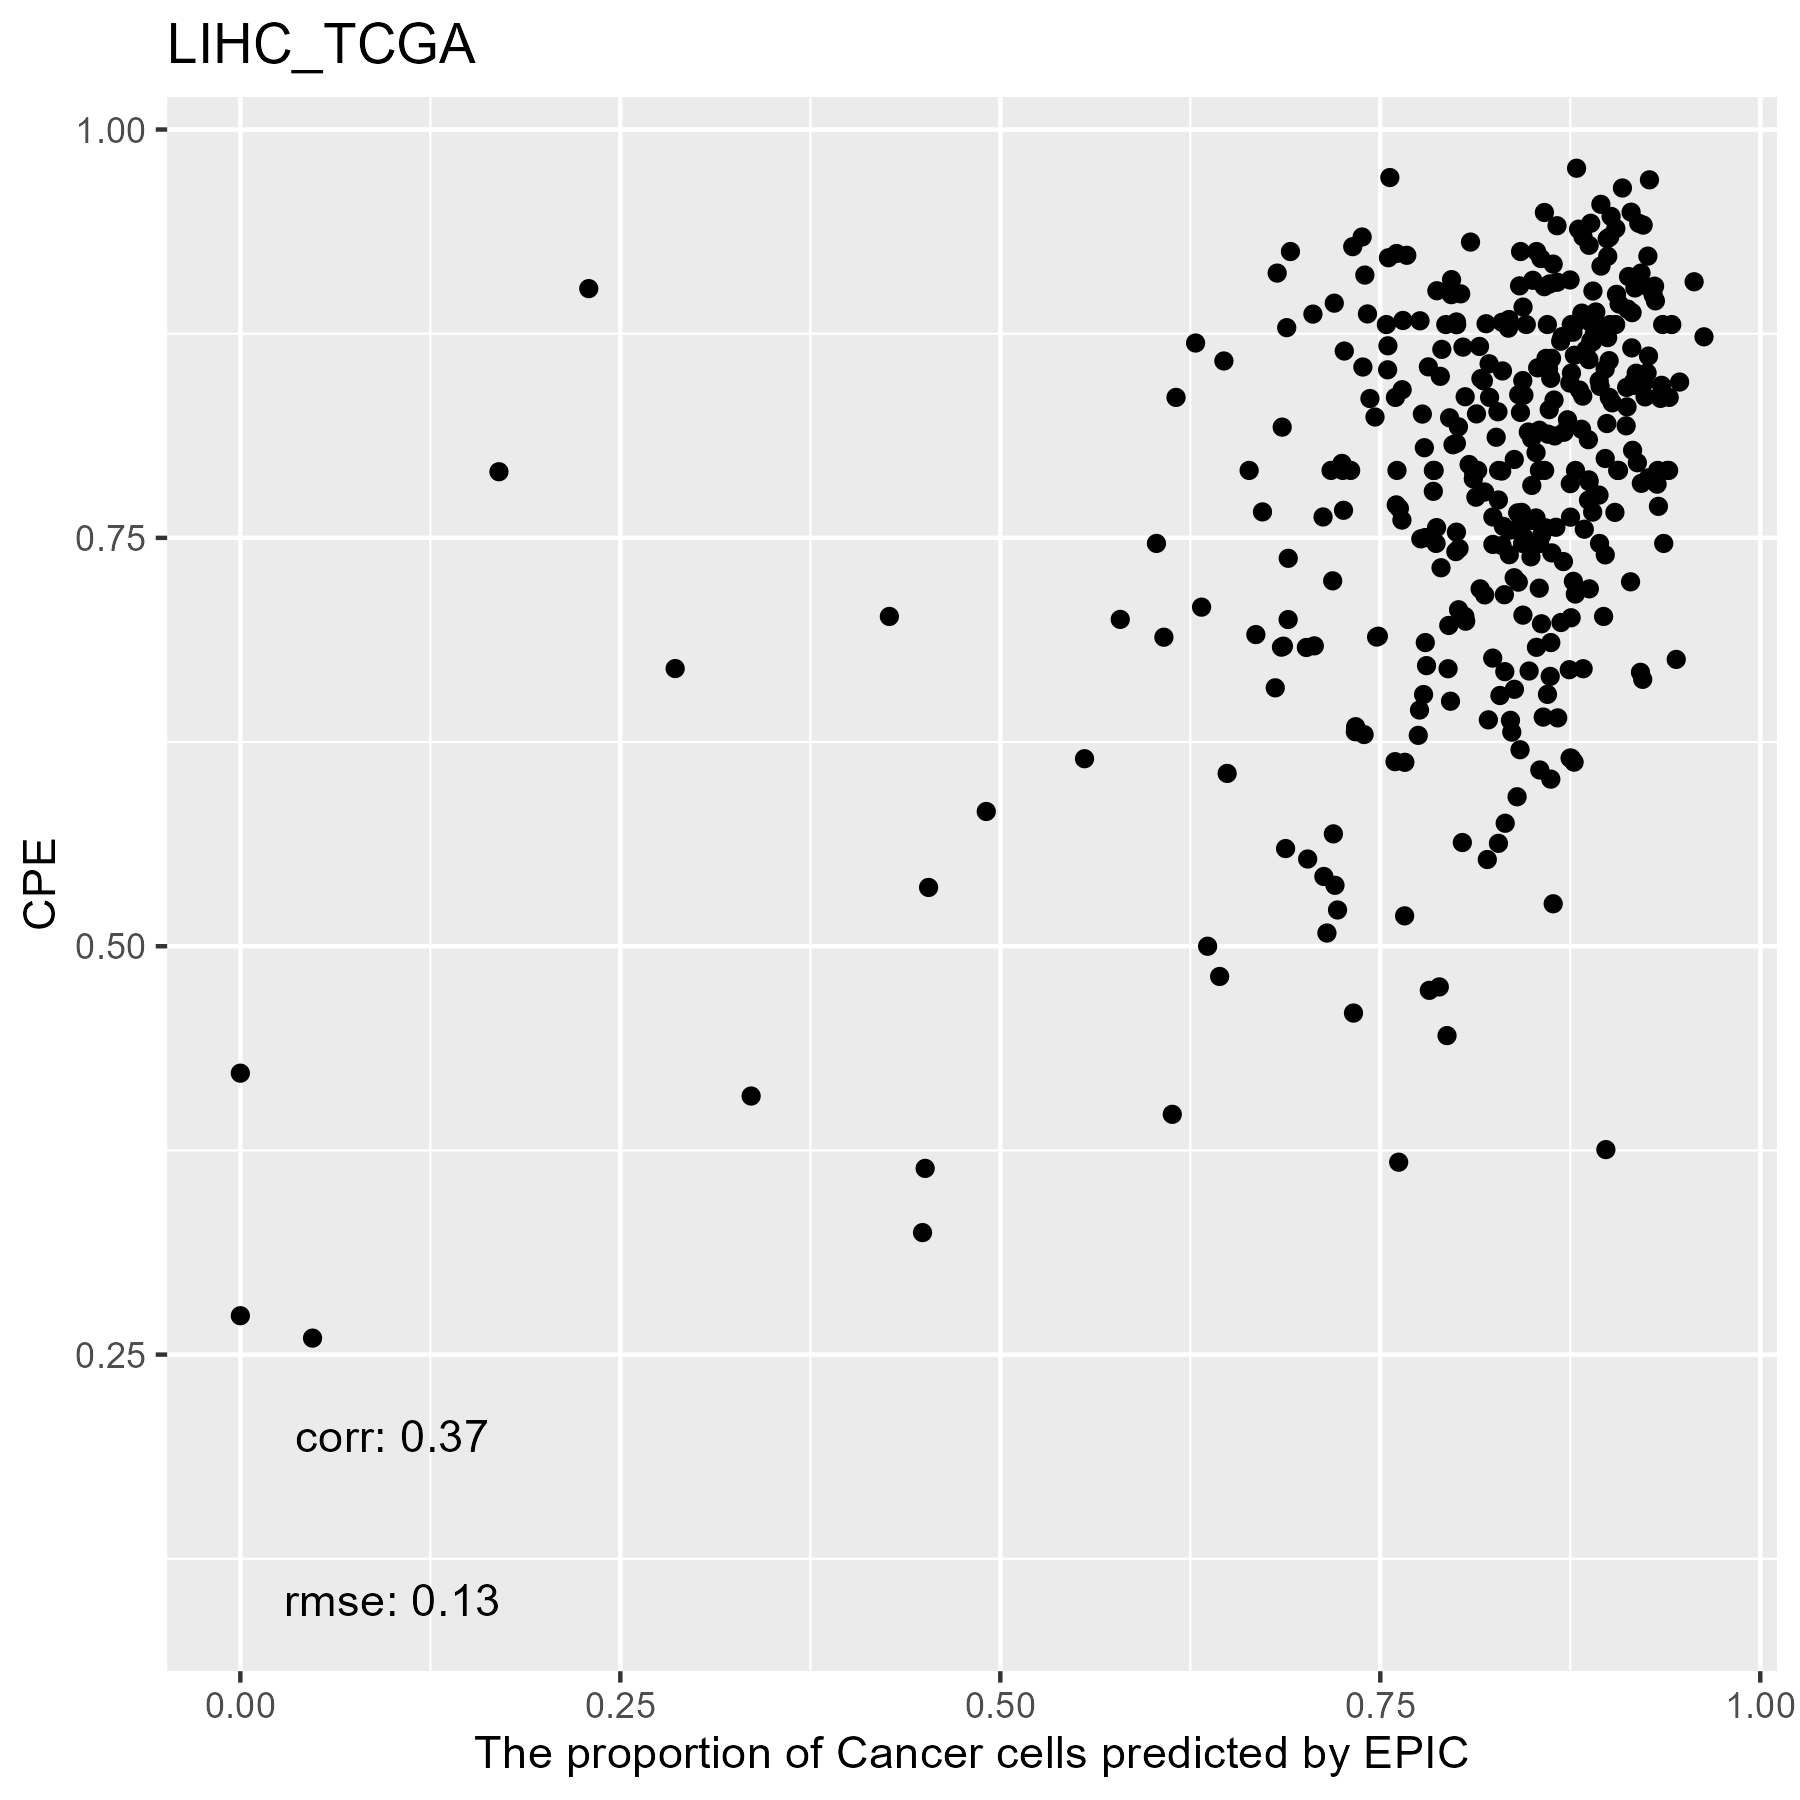 LIHC_TCGA
1.00
0.75
0.50
0.25
CPE
corr: 0.37
rmse: 0.13
0.00 0.25 0.50 0.75 1.00
The proportion of Cancer cells predicted by EPIC